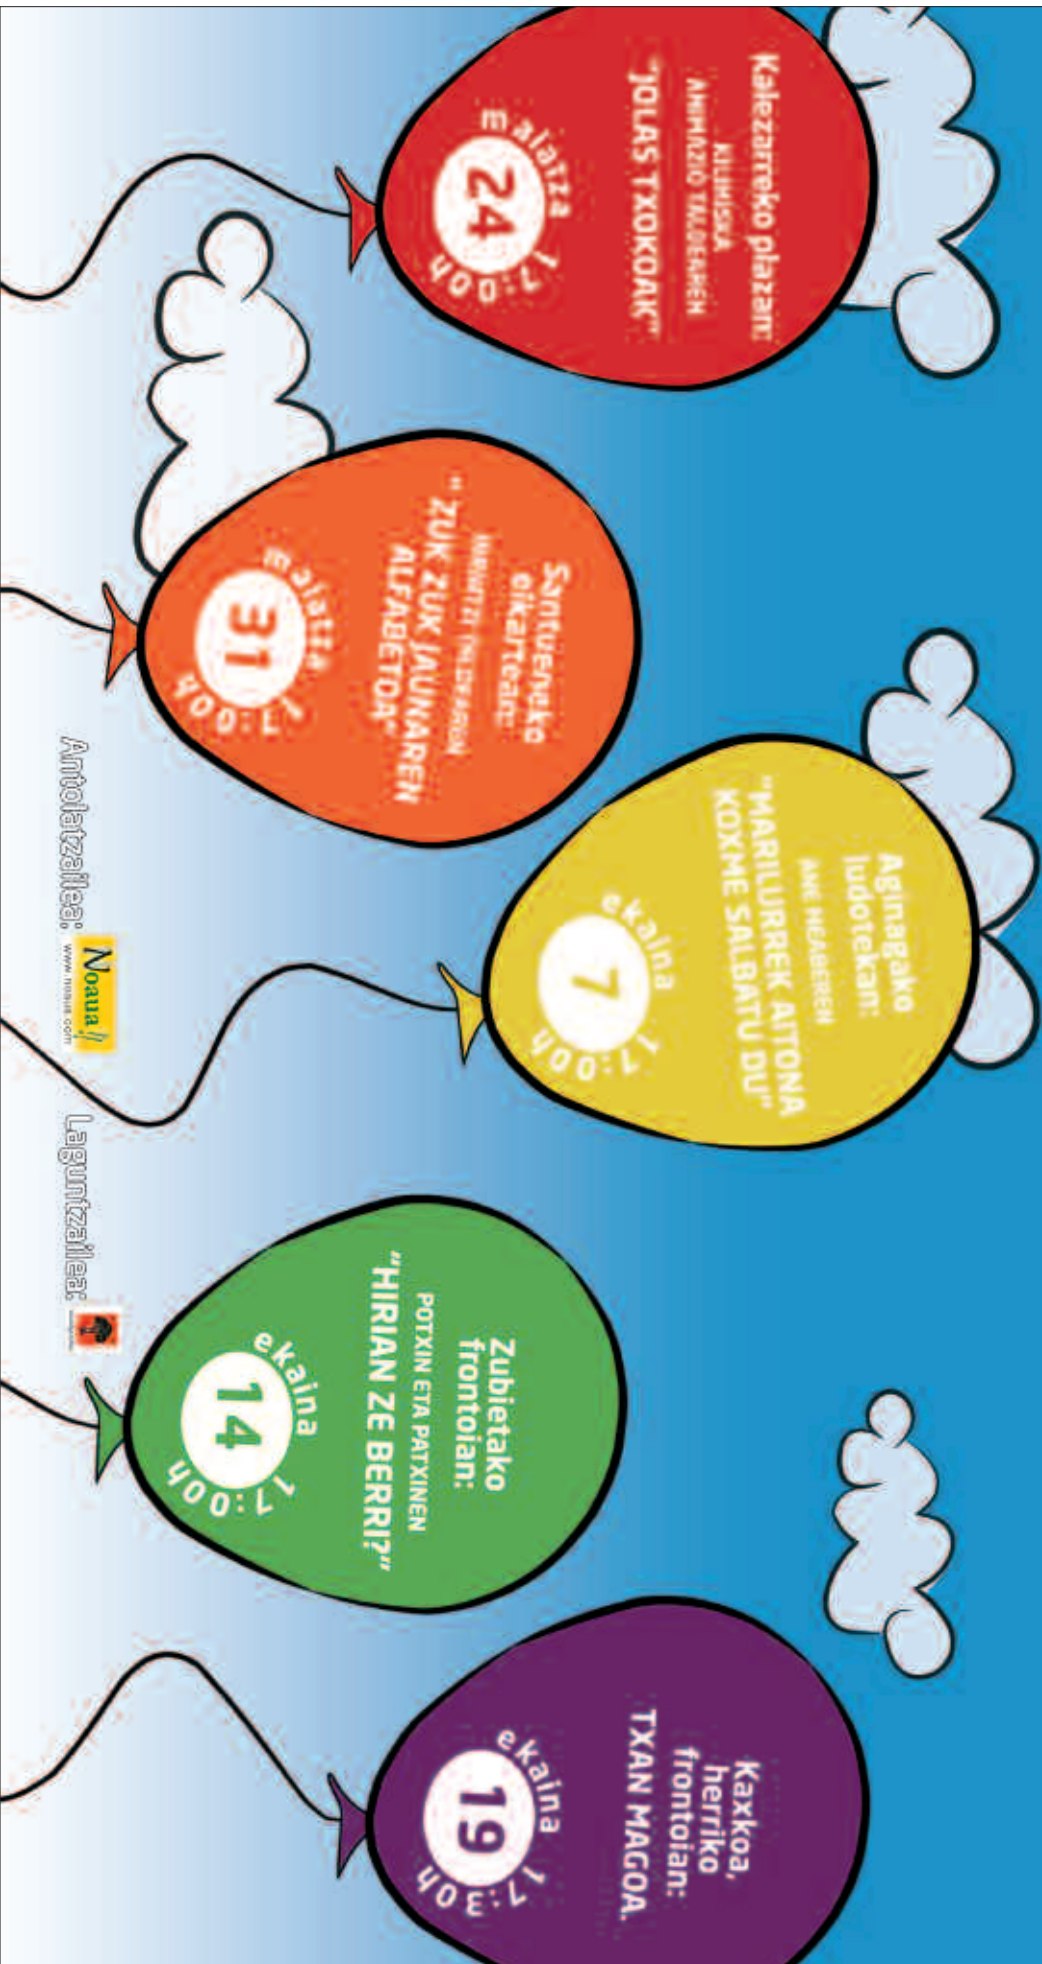 Kalezarreko plazan:
KILIMISKA
ANIMAZIO TALDEAREN
"JOLAS TXOKOAK"
maiatza
24
17:00h
Santueneko
elkartean:
" ZUK ZUK JAUNAREN
ALFABETOA"
maiatza
31
17:00h
Aginagako
ludotekan:
ANE NEABEREN
"MARILURREK AITONA
KOXME SALBATU DU"
ekaina
7
17:00h
Zubietako
frontoian:
POTXIN ETA PATXINEN
"HIRIAN ZE BERRI?"
ekaina
14
17:00h
Kaxkoa,
herriko
frontoian:
TXAN MAGOA.
ekaina
19
17:30h
Antolatzailea: Noaua!
www.noaua.com
Laguntzailea: